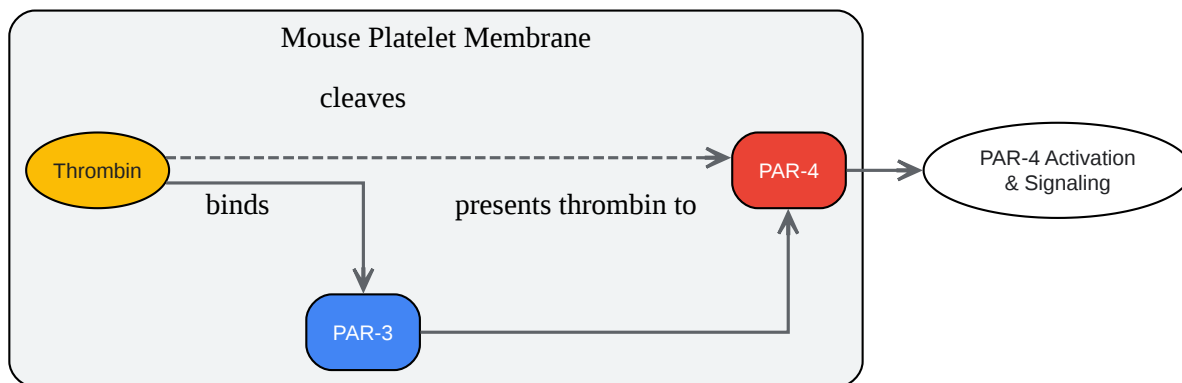 Mouse Platelet Membrane
cleaves
Thrombin
PAR-4
PAR-4 Activation
& Signaling
binds
presents thrombin to
PAR-3